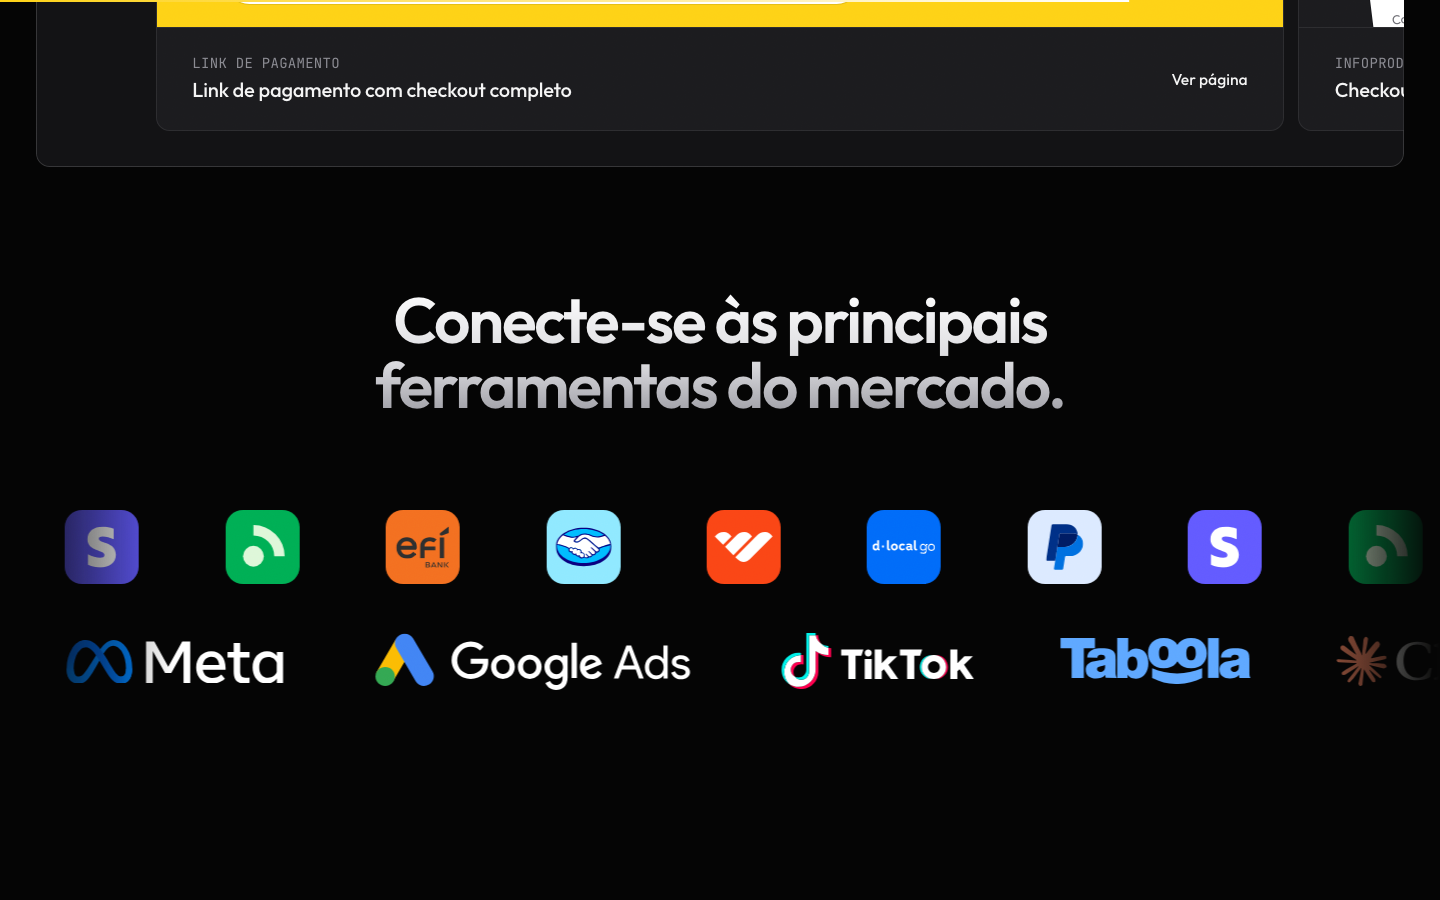 LINK DE PAGAMENTO
Link de pagamento com checkout completo
Ver página
INFOPROD
Checkou
Conecte-se às principais
ferramentas do mercado.
S
efí
BANK
d·local go
P
S
Meta
Google Ads
TikTok
Taboola
C